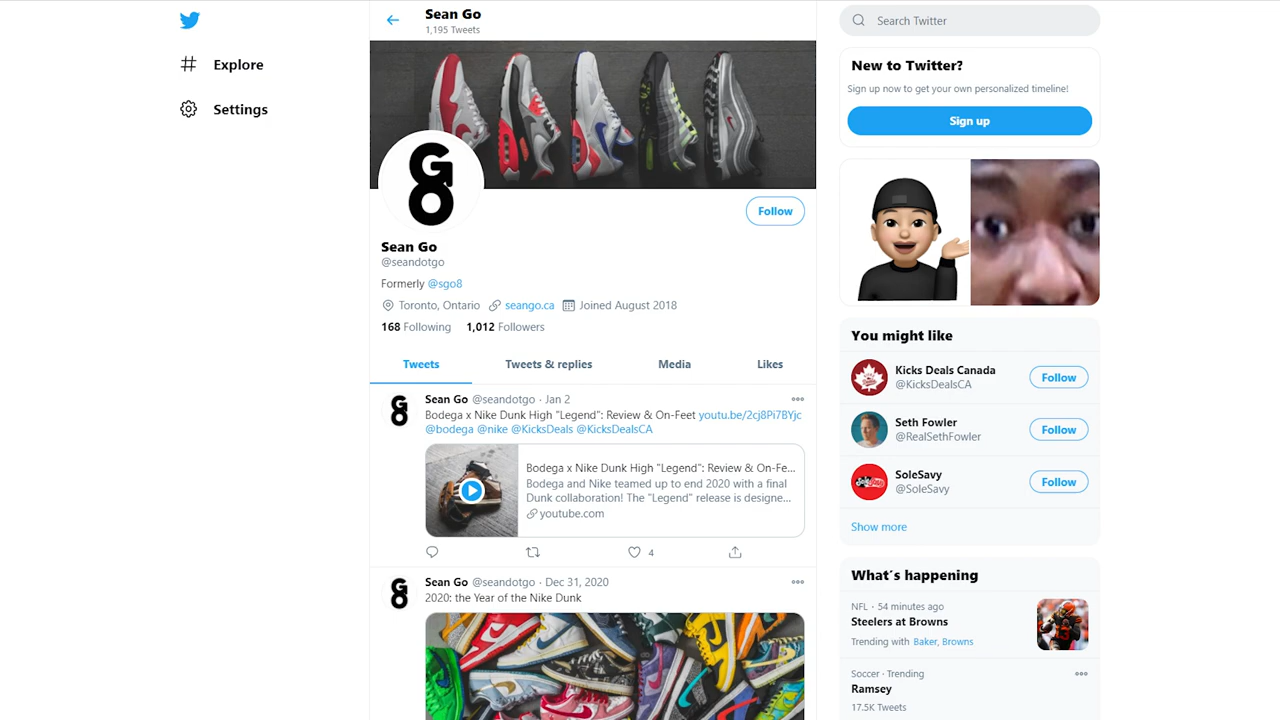 Explore
Settings
Sean Go
1,195 Tweets
GO
Follow
Sean Go
@seandotgo
Formerly @sgo8
Toronto, Ontario seango.ca Joined August 2018
168 Following 1,012 Followers
Tweets Tweets & replies Media Likes
GO
Sean Go @seandotgo · Jan 2
Bodega x Nike Dunk High "Legend": Review & On-Feet youtu.be/2cj8Pi7BYjc
@bodega @nike @KicksDeals @KicksDealsCA
Bodega x Nike Dunk High "Legend": Review & On-Fe...
Bodega and Nike teamed up to end 2020 with a final
Dunk collaboration! The "Legend" release is designe...
youtube.com
4
GO
Sean Go @seandotgo · Dec 31, 2020
2020: the Year of the Nike Dunk
Search Twitter
New to Twitter?
Sign up now to get your own personalized timeline!
Sign up
You might like
Kicks Deals Canada
@KicksDealsCA
Follow
Seth Fowler
@RealSethFowler
Follow
SoleSavy
@SoleSavy
Follow
Show more
What´s happening
NFL · 54 minutes ago
Steelers at Browns
Trending with Baker, Browns
Soccer · Trending
Ramsey
17.5K Tweets